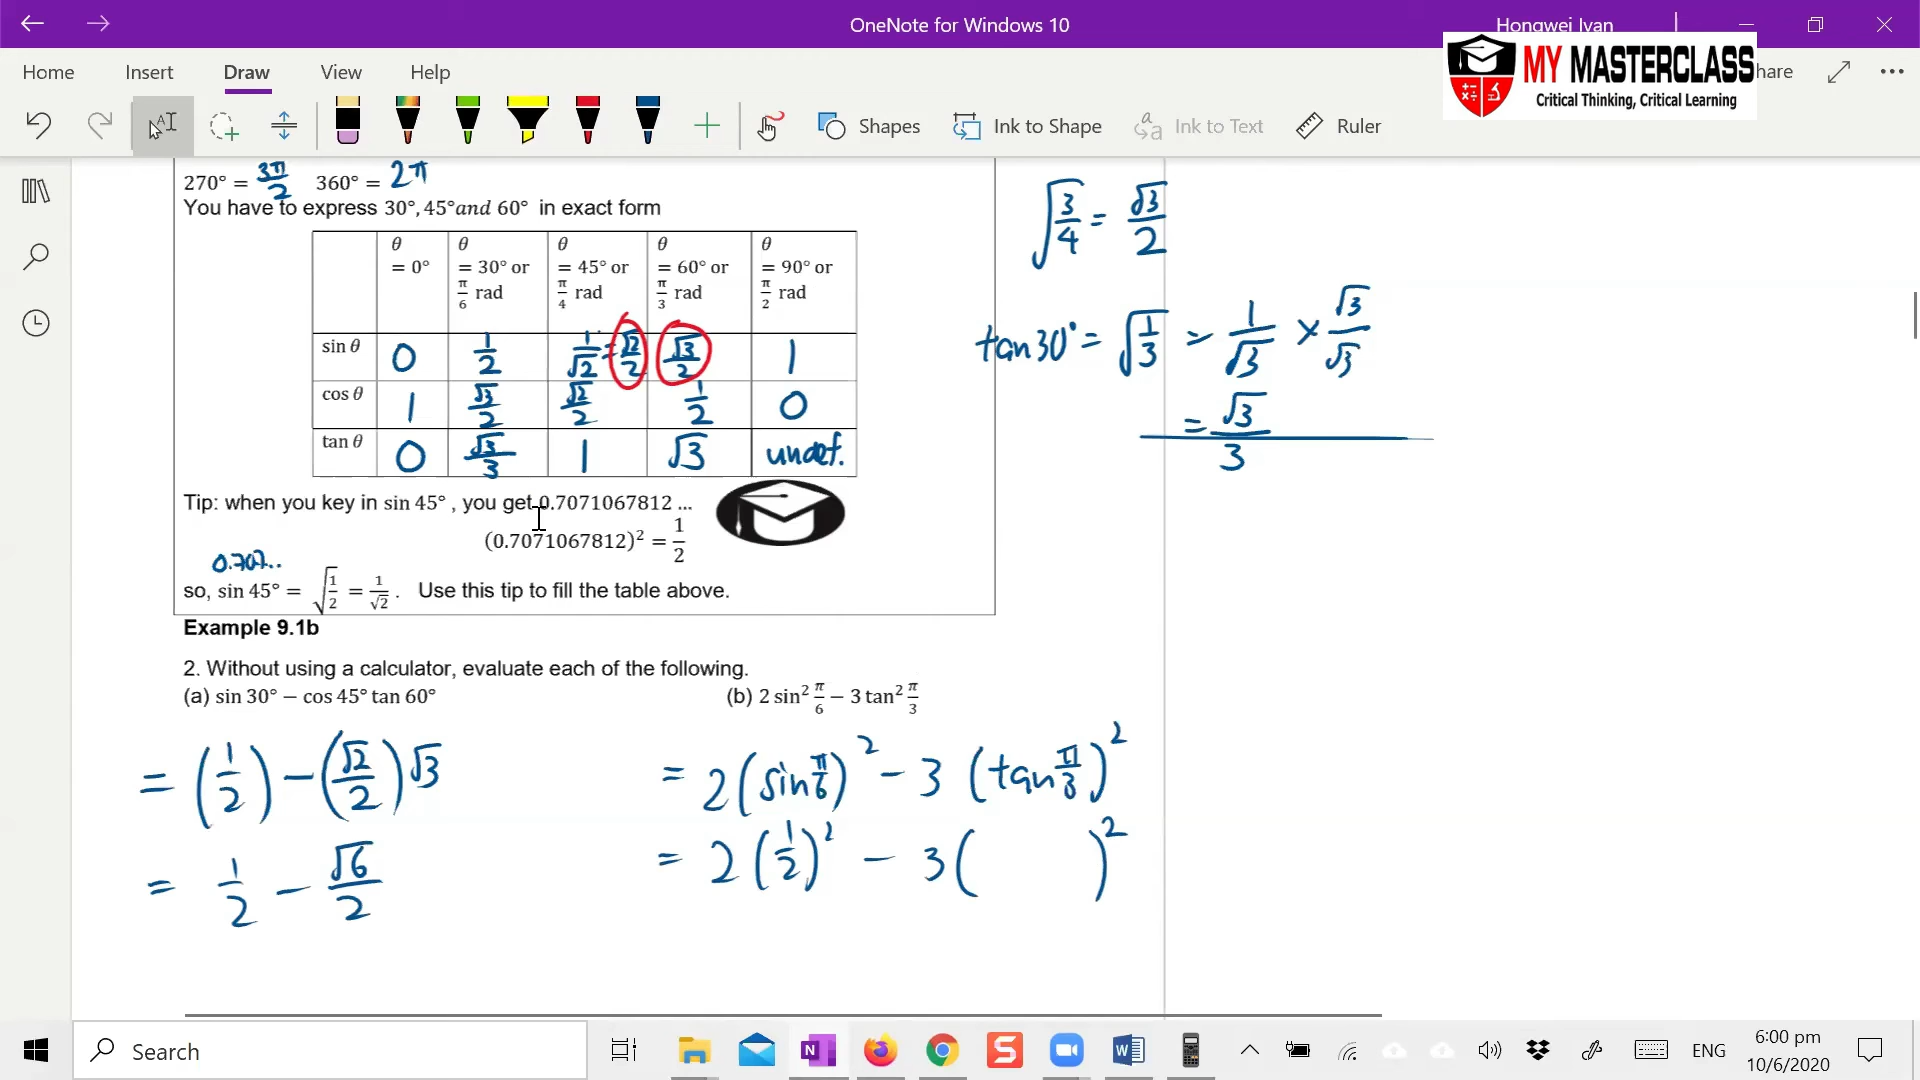 OneNote for Windows 10
Hongwei Ivan
Home Insert Draw View Help
MY MASTERCLASS
Critical Thinking, Critical Learning
hare
Shapes Ink to Shape Ink to Text Ruler
270° = 3π/2 360° = 2π
You have to express 30°, 45° and 60° in exact form
θ = 0° θ = 30° or π/6 rad θ = 45° or π/4 rad θ = 60° or π/3 rad θ = 90° or π/2 rad
sin θ 0 1/2 1/√2 = √2/2 √3/2 1
cos θ 1 √3/2 √2/2 1/2 0
tan θ 0 √3/3 1 √3 undef.
Tip: when you key in sin 45° , you get 0.7071067812 ...
(0.7071067812)² = 1/2
0.707..
so, sin 45° = √(1/2) = 1/√2 . Use this tip to fill the table above.
√(3/4) = √3/2
tan30° = √(1/3) = 1/√3 × √3/√3
= √3/3
Example 9.1b
2. Without using a calculator, evaluate each of the following.
(a) sin 30° − cos 45° tan 60°
(b) 2 sin² π/6 − 3 tan² π/3
= (1/2) − (√2/2)√3
= 1/2 − √6/2
= 2(sin π/6)² − 3 (tan π/3)²
= 2(1/2)² − 3( )²
Search
ENG
6:00 pm
10/6/2020